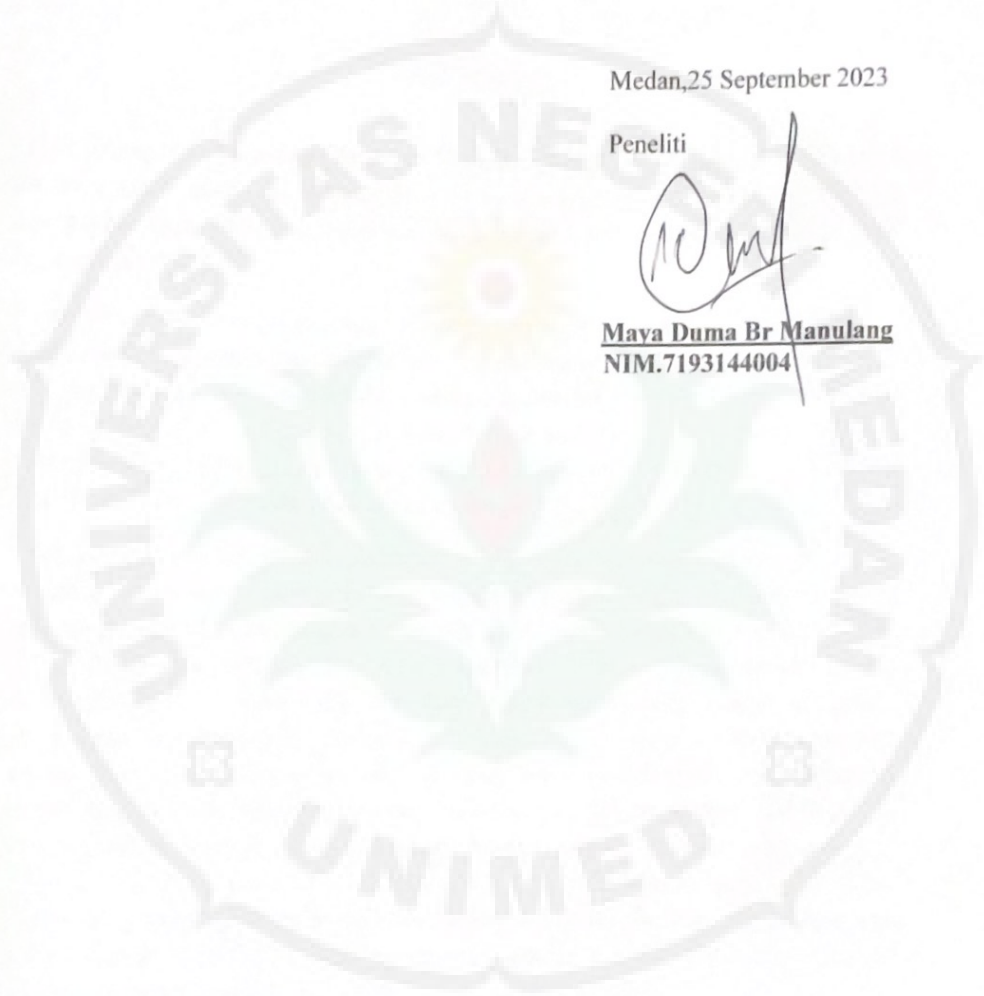 Medan,25 September 2023
Peneliti
Maya Duma Br Manulang
NIM.7193144004
UNIVERSITAS NEGERI MEDAN
UNIMED